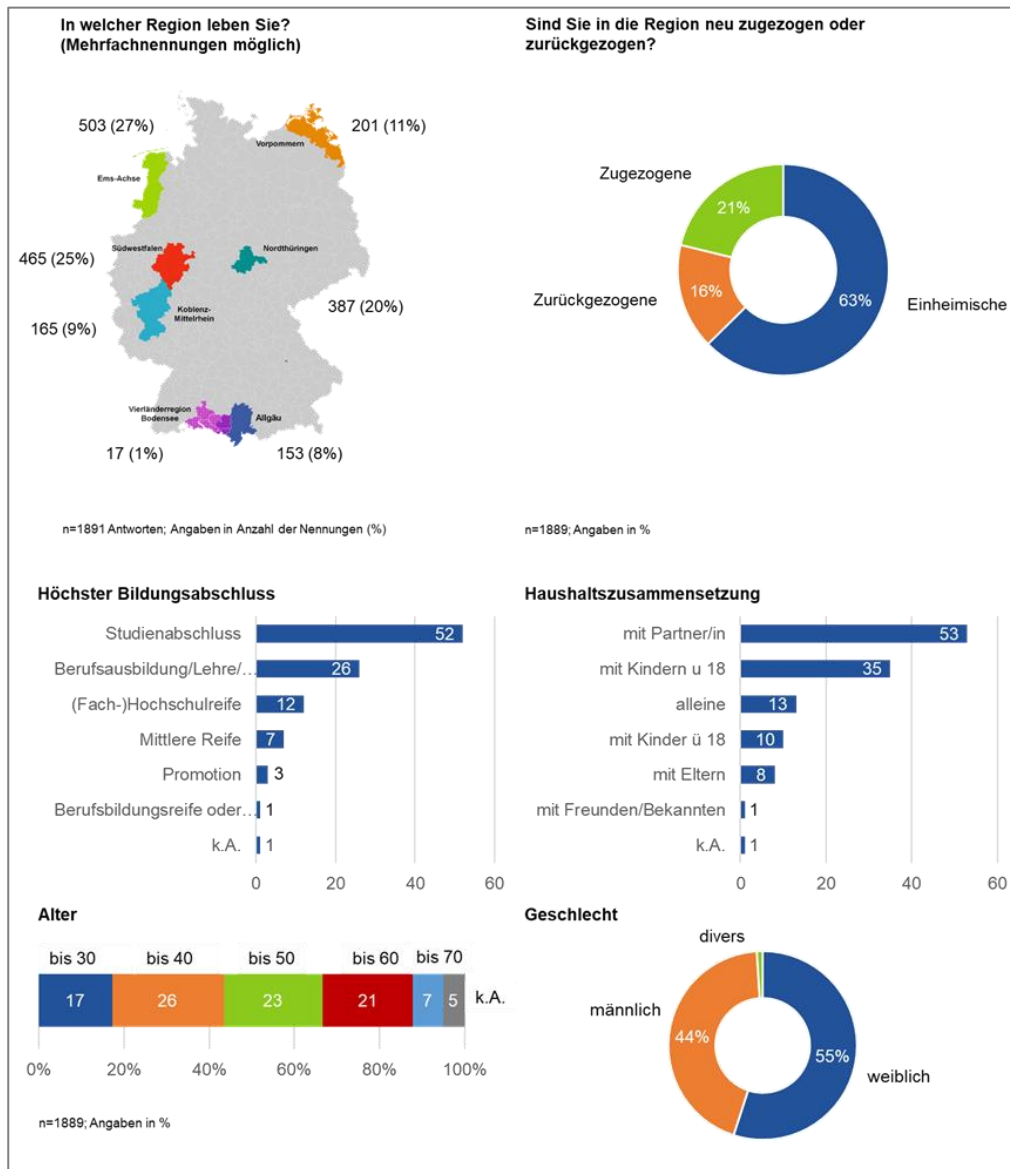 In welcher Region leben Sie?
(Mehrfachnennungen möglich)
503 (27%)
201 (11%)
Vorpommern
Ems-Achse
Südwestfalen
Nordthüringen
465 (25%)
387 (20%)
Koblenz-
Mittelrhein
165 (9%)
Vierländerregion
Bodensee
Allgäu
17 (1%)
153 (8%)
n=1891 Antworten; Angaben in Anzahl der Nennungen (%)
Sind Sie in die Region neu zugezogen oder
zurückgezogen?
Zugezogene
21%
Zurückgezogene
16%
63%
Einheimische
n=1889; Angaben in %
Höchster Bildungsabschluss
Studienabschluss 52
Berufsausbildung/Lehre/... 26
(Fach-)Hochschulreife 12
Mittlere Reife 7
Promotion 3
Berufsbildungsreife oder... 1
k.A. 1
0 20 40 60
Haushaltszusammensetzung
mit Partner/in 53
mit Kindern u 18 35
alleine 13
mit Kinder ü 18 10
mit Eltern 8
mit Freunden/Bekannten 1
k.A. 1
0 20 40 60
Alter
bis 30 bis 40 bis 50 bis 60 bis 70
17 26 23 21 7 5 k.A.
0% 20% 40% 60% 80% 100%
n=1889; Angaben in %
Geschlecht
divers
männlich
44%
55%
weiblich